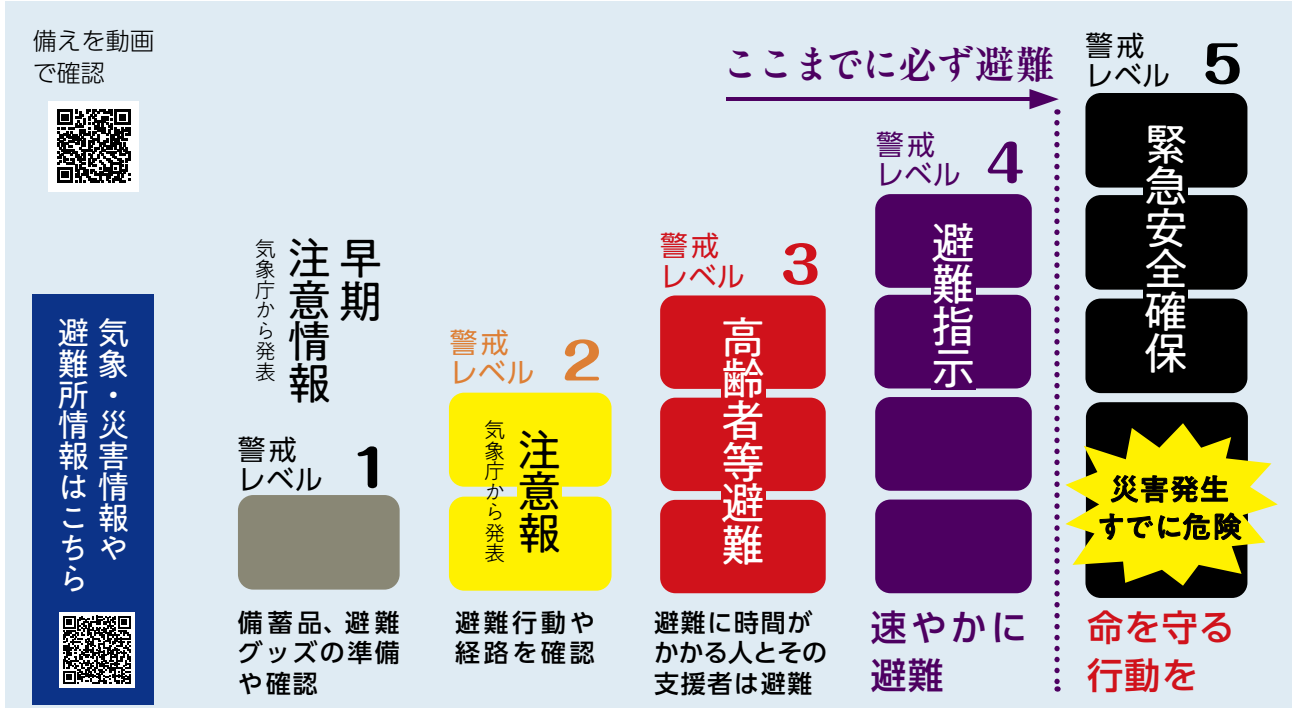 備えを動画
で確認
気象・災害情報や
避難所情報はこちら
早期
注意情報
気象庁から発表
警戒
レベル 1
備蓄品、避難
グッズの準備
や確認
警戒
レベル 2
注意報
気象庁から発表
避難行動や
経路を確認
警戒
レベル 3
高齢者等避難
避難に時間が
かかる人とその
支援者は避難
ここまでに必ず避難
警戒
レベル 4
避難指示
速やかに
避難
警戒
レベル 5
緊急安全確保
災害発生
すでに危険
命を守る
行動を